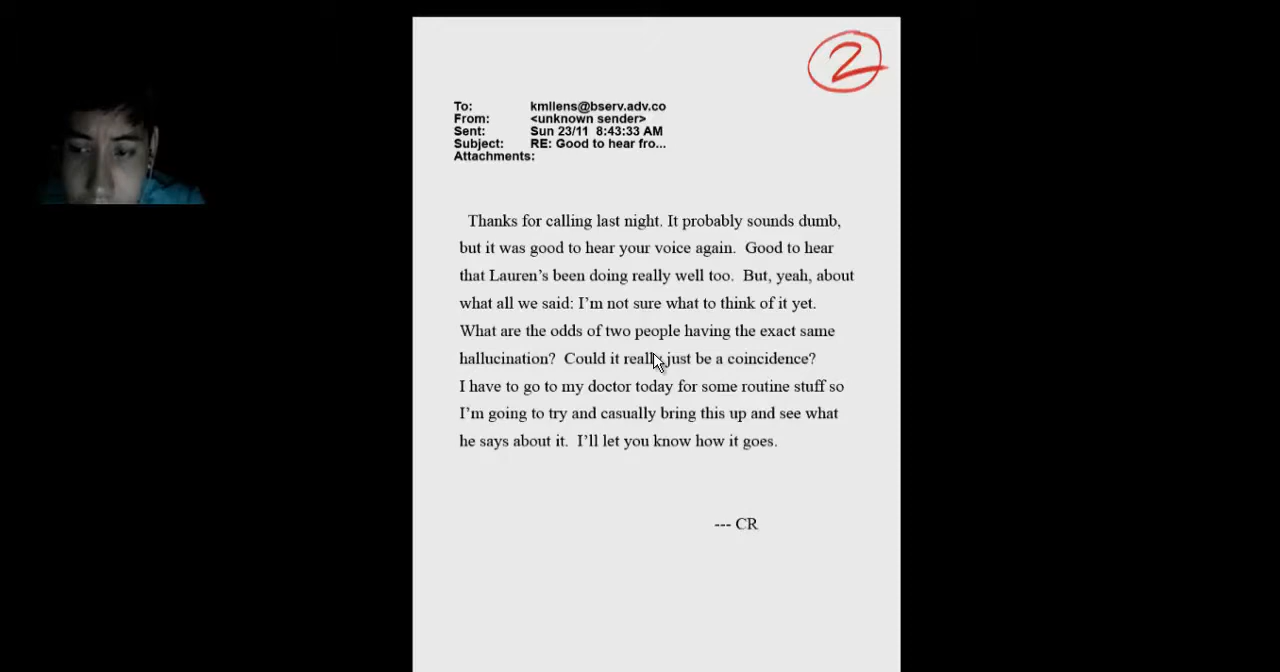 2
To: kmllens@bserv.adv.co
From: <unknown sender>
Sent: Sun 23/11 8:43:33 AM
Subject: RE: Good to hear fro...
Attachments:
Thanks for calling last night. It probably sounds dumb,
but it was good to hear your voice again. Good to hear
that Lauren's been doing really well too. But, yeah, about
what all we said: I'm not sure what to think of it yet.
What are the odds of two people having the exact same
hallucination? Could it really just be a coincidence?
I have to go to my doctor today for some routine stuff so
I'm going to try and casually bring this up and see what
he says about it. I'll let you know how it goes.
--- CR